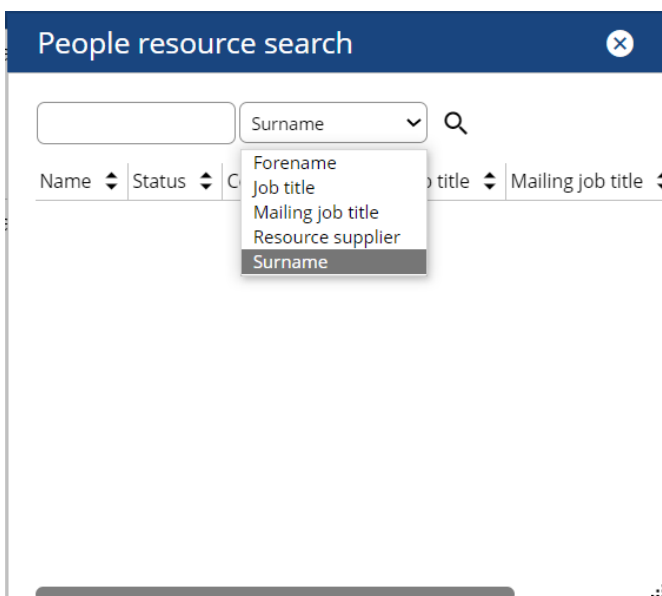 People resource search
Surname
Forename
Job title
Mailing job title
Resource supplier
Surname
Name Status title Mailing job title